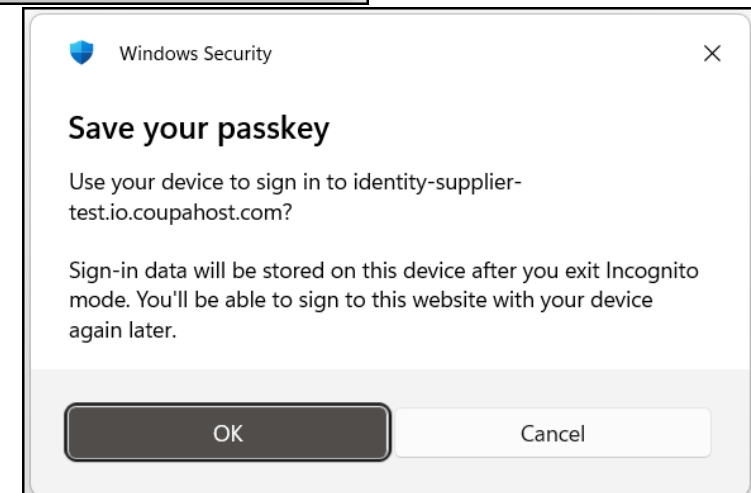 Windows Security
Save your passkey
Use your device to sign in to identity-supplier-
test.io.coupahost.com?
Sign-in data will be stored on this device after you exit Incognito
mode. You'll be able to sign to this website with your device
again later.
OK
Cancel